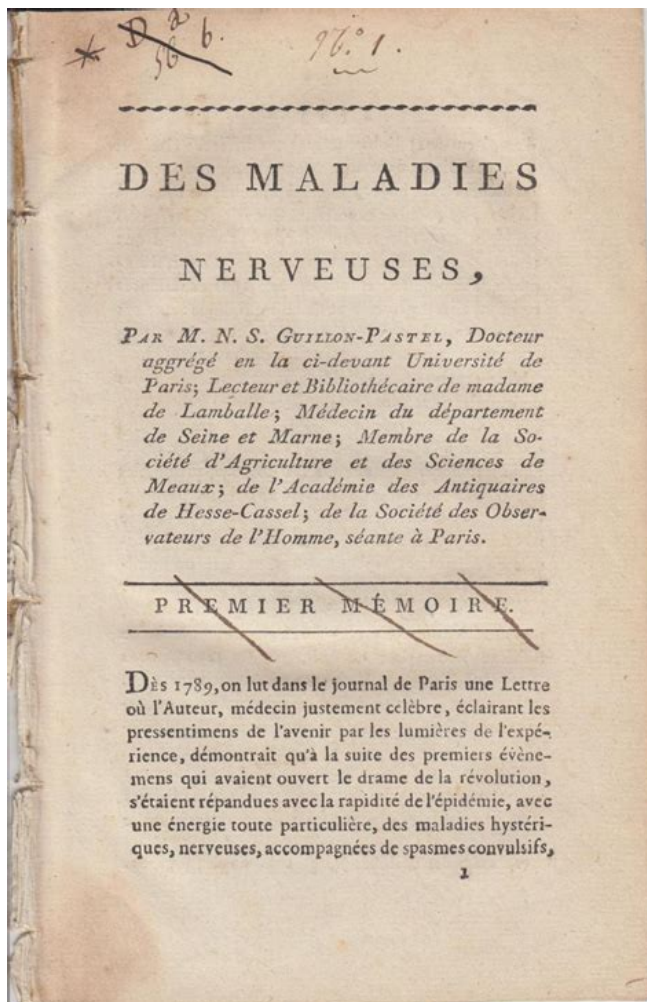 D a
56 b.
N.º 1.
DES MALADIES
NERVEUSES,
PAR M. N. S. GUILLON-PASTEL, Docteur
aggrégé en la ci-devant Université de
Paris; Lecteur et Bibliothécaire de madame
de Lamballe; Médecin du département
de Seine et Marne; Membre de la So-
ciété d'Agriculture et des Sciences de
Meaux; de l'Académie des Antiquaires
de Hesse-Cassel; de la Société des Obser-
vateurs de l'Homme, séante à Paris.
PREMIER MÉMOIRE.
Dès 1789, on lut dans le journal de Paris une Lettre
où l'Auteur, médecin justement celèbre, éclairant les
pressentimens de l'avenir par les lumières de l'expé-
rience, démontrait qu'à la suite des premiers évène-
mens qui avaient ouvert le drame de la révolution,
s'étaient répandues avec la rapidité de l'épidémie, avec
une énergie toute particulière, des maladies hystéri-
ques, nerveuses, accompagnées de spasmes convulsifs,
1